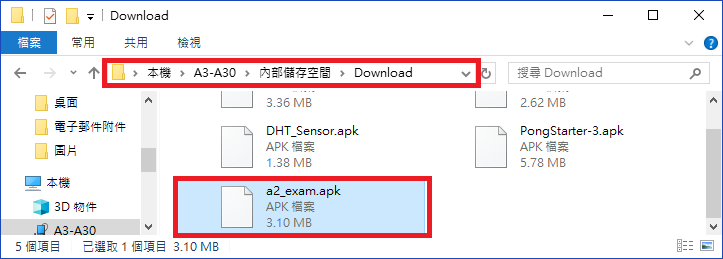 Download
檔案 常用 共用 檢視
本機 A3-A30 內部儲存空間 Download
搜尋 Download
桌面
電子郵件附件
圖片
本機
3D 物件
A3-A30
3.36 MB
2.62 MB
DHT_Sensor.apk
APK 檔案
1.38 MB
PongStarter-3.apk
APK 檔案
5.78 MB
a2_exam.apk
APK 檔案
3.10 MB
5 個項目 已選取 1 個項目 3.10 MB